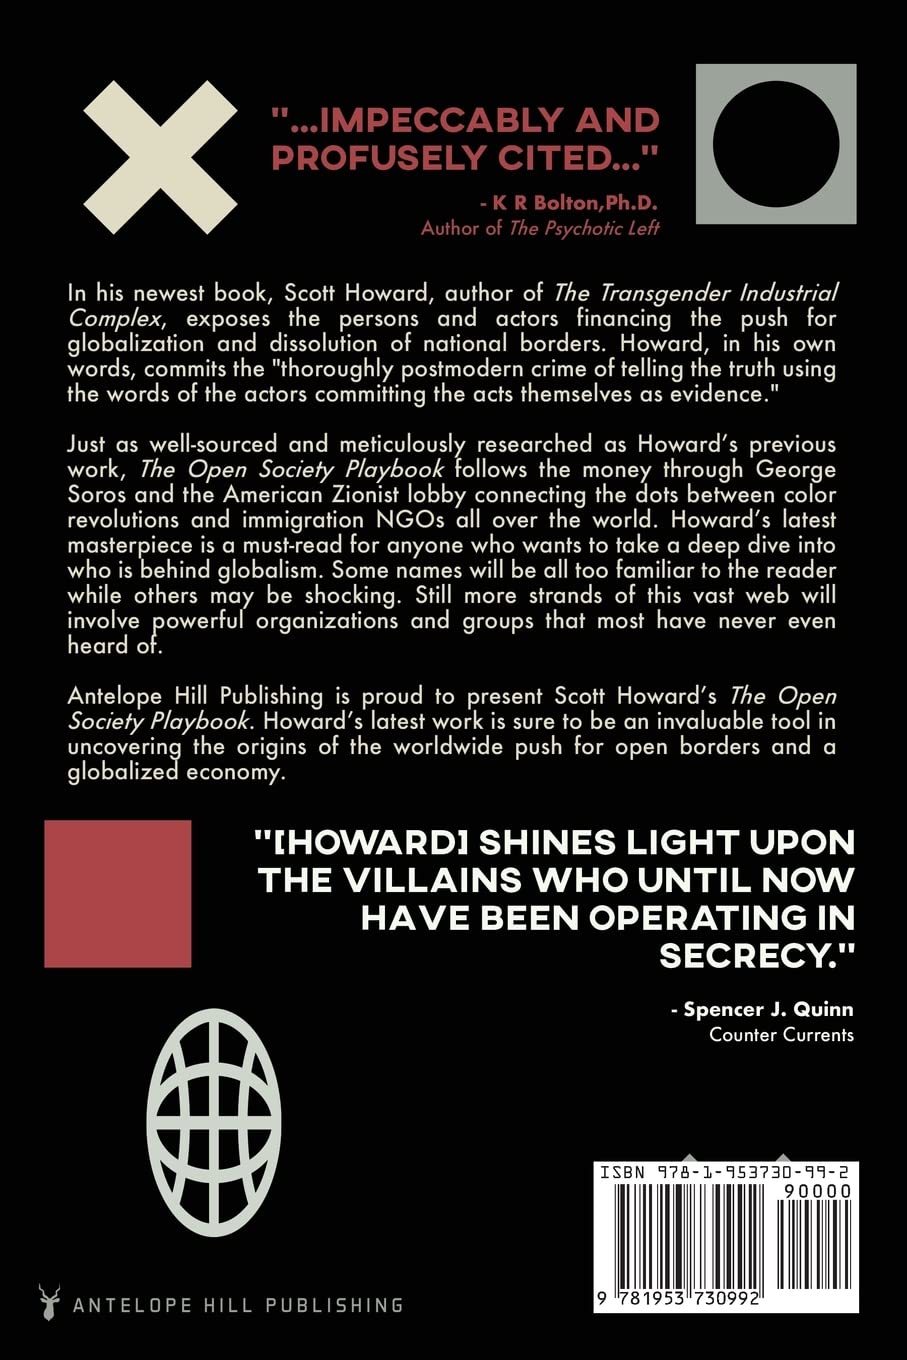 "...IMPECCABLY AND
PROFUSELY CITED..."
- K R Bolton,Ph.D.
Author of The Psychotic Left
In his newest book, Scott Howard, author of The Transgender Industrial
Complex, exposes the persons and actors financing the push for
globalization and dissolution of national borders. Howard, in his own
words, commits the "thoroughly postmodern crime of telling the truth using
the words of the actors committing the acts themselves as evidence."
Just as well-sourced and meticulously researched as Howard's previous
work, The Open Society Playbook follows the money through George
Soros and the American Zionist lobby connecting the dots between color
revolutions and immigration NGOs all over the world. Howard's latest
masterpiece is a must-read for anyone who wants to take a deep dive into
who is behind globalism. Some names will be all too familiar to the reader
while others may be shocking. Still more strands of this vast web will
involve powerful organizations and groups that most have never even
heard of.
Antelope Hill Publishing is proud to present Scott Howard's The Open
Society Playbook. Howard's latest work is sure to be an invaluable tool in
uncovering the origins of the worldwide push for open borders and a
globalized economy.
"[HOWARD] SHINES LIGHT UPON
THE VILLAINS WHO UNTIL NOW
HAVE BEEN OPERATING IN
SECRECY."
- Spencer J. Quinn
Counter Currents
ISBN 978-1-953730-99-2
90000
9 781953 730992
ANTELOPE HILL PUBLISHING